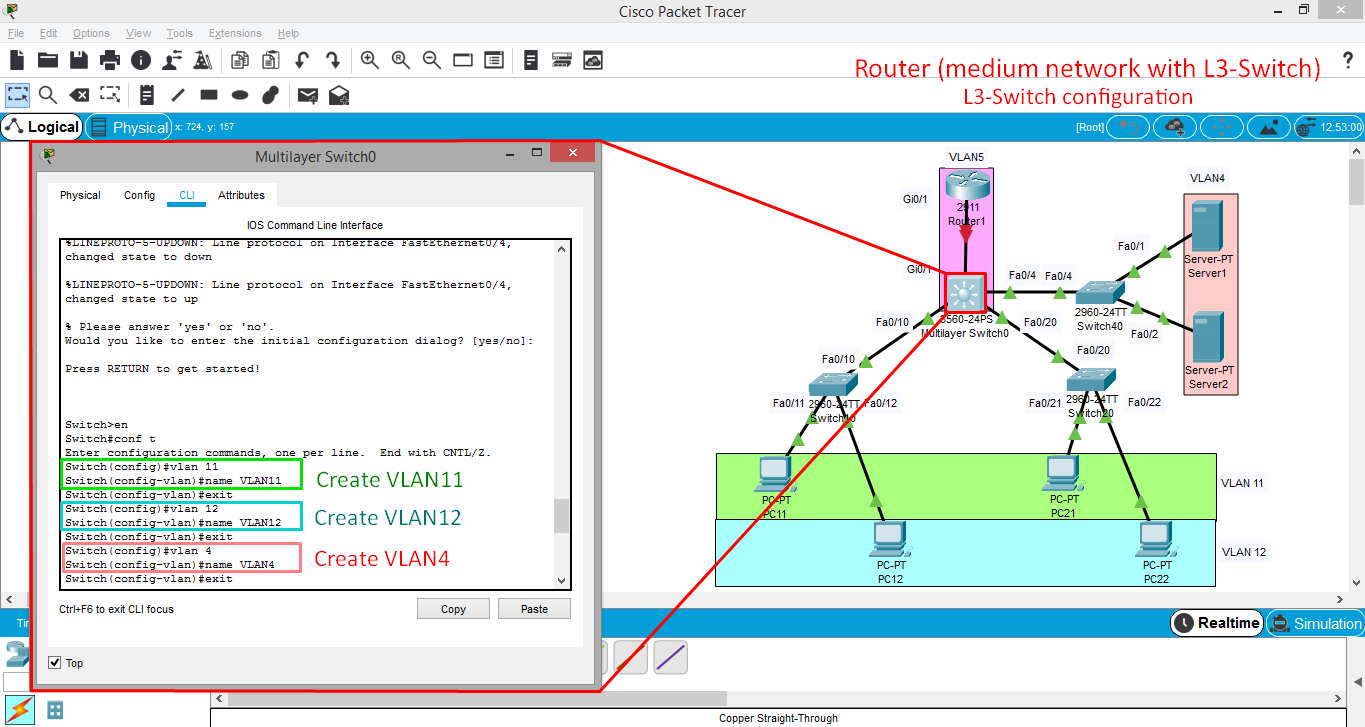 Cisco Packet Tracer
File Edit Options View Tools Extensions Help
Router (medium network with L3-Switch)
L3-Switch configuration
Logical Physical x: 724, y: 157 [Root] 12:53:00
Multilayer Switch0
Physical Config CLI Attributes
IOS Command Line Interface
%LINEPROTO-5-UPDOWN: Line protocol on Interface FastEthernet0/4,
changed state to down
%LINEPROTO-5-UPDOWN: Line protocol on Interface FastEthernet0/4,
changed state to up
% Please answer 'yes' or 'no'.
Would you like to enter the initial configuration dialog? [yes/no]:
Press RETURN to get started!
Switch>en
Switch#conf t
Enter configuration commands, one per line. End with CNTL/Z.
Switch(config)#vlan 11
Switch(config-vlan)#name VLAN11
Switch(config-vlan)#exit
Switch(config)#vlan 12
Switch(config-vlan)#name VLAN12
Switch(config-vlan)#exit
Switch(config)#vlan 4
Switch(config-vlan)#name VLAN4
Switch(config-vlan)#exit
Create VLAN11
Create VLAN12
Create VLAN4
Ctrl+F6 to exit CLI focus
Copy
Paste
Top
VLAN5
Gi0/1
2911
Router1
Gi0/1
3560-24PS
Multilayer Switch0
VLAN4
Fa0/4
Fa0/4
Fa0/1
Server-PT
Server1
2960-24TT
Switch40
Fa0/2
Server-PT
Server2
Fa0/10
Fa0/20
Fa0/10
Fa0/20
Fa0/11
2960-24TT
Fa0/12
Fa0/21
2960-24TT
Switch20
Fa0/22
PC-PT
PC11
PC-PT
PC21
VLAN 11
PC-PT
PC12
PC-PT
PC22
VLAN 12
Realtime
Simulation
Copper Straight-Through